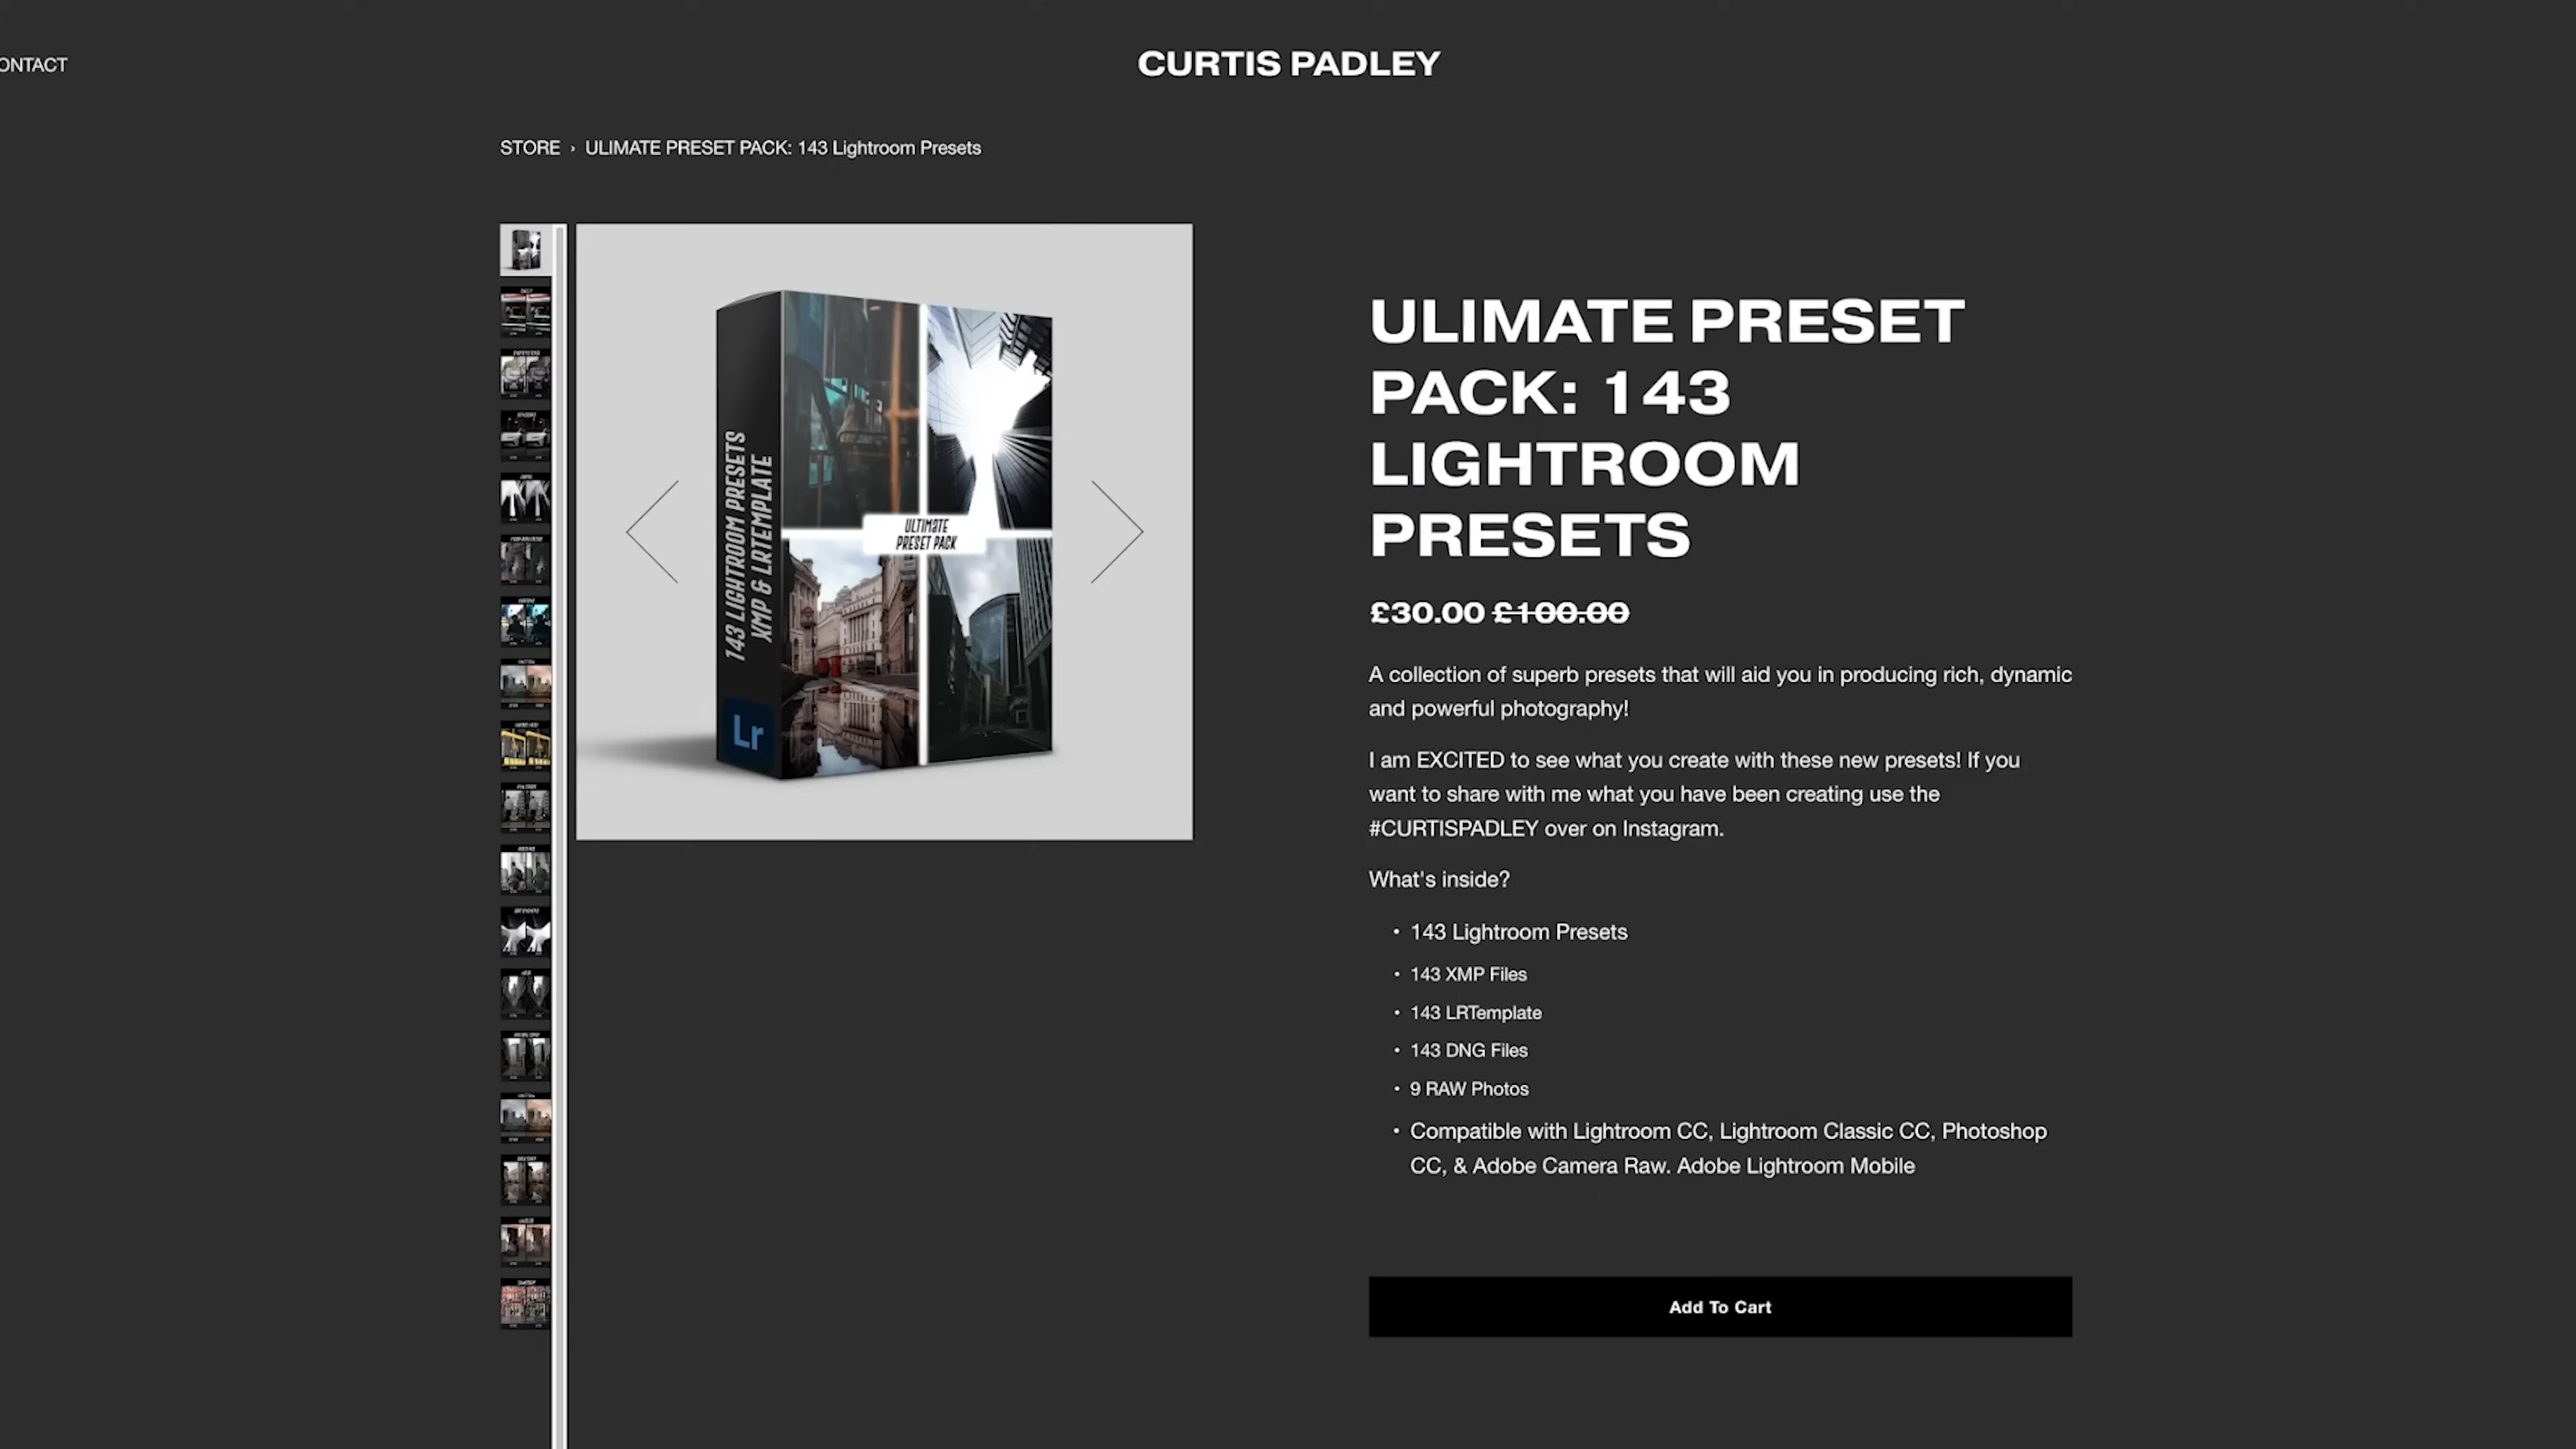 ONTACT
CURTIS PADLEY
STORE › ULIMATE PRESET PACK: 143 Lightroom Presets
143 LIGHTROOM PRESETS
XMP & LRTEMPLATE
Lr
ULTIMATE
PRESET PACK
ULIMATE PRESET
PACK: 143
LIGHTROOM
PRESETS
£30.00 £100.00
A collection of superb presets that will aid you in producing rich, dynamic
and powerful photography!
I am EXCITED to see what you create with these new presets! If you
want to share with me what you have been creating use the
#CURTISPADLEY over on Instagram.
What's inside?
• 143 Lightroom Presets
• 143 XMP Files
• 143 LRTemplate
• 143 DNG Files
• 9 RAW Photos
• Compatible with Lightroom CC, Lightroom Classic CC, Photoshop
CC, & Adobe Camera Raw. Adobe Lightroom Mobile
Add To Cart